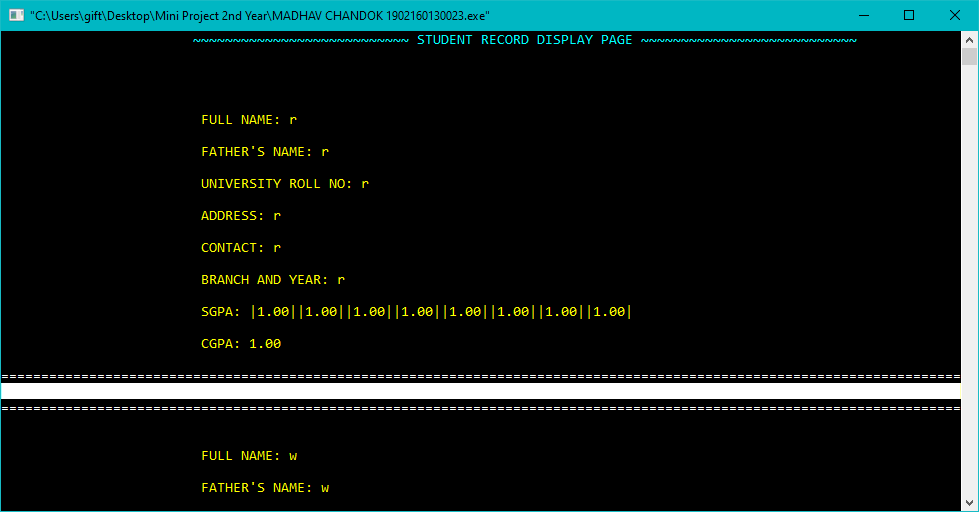 "C:\Users\gift\Desktop\Mini Project 2nd Year\MADHAV CHANDOK 1902160130023.exe"
~~~~~~~~~~~~~~~~~~~~~~~~~~~ STUDENT RECORD DISPLAY PAGE ~~~~~~~~~~~~~~~~~~~~~~~~~~~
FULL NAME: r
FATHER'S NAME: r
UNIVERSITY ROLL NO: r
ADDRESS: r
CONTACT: r
BRANCH AND YEAR: r
SGPA: |1.00||1.00||1.00||1.00||1.00||1.00||1.00||1.00|
CGPA: 1.00
========================================================================================================================
========================================================================================================================
FULL NAME: w
FATHER'S NAME: w